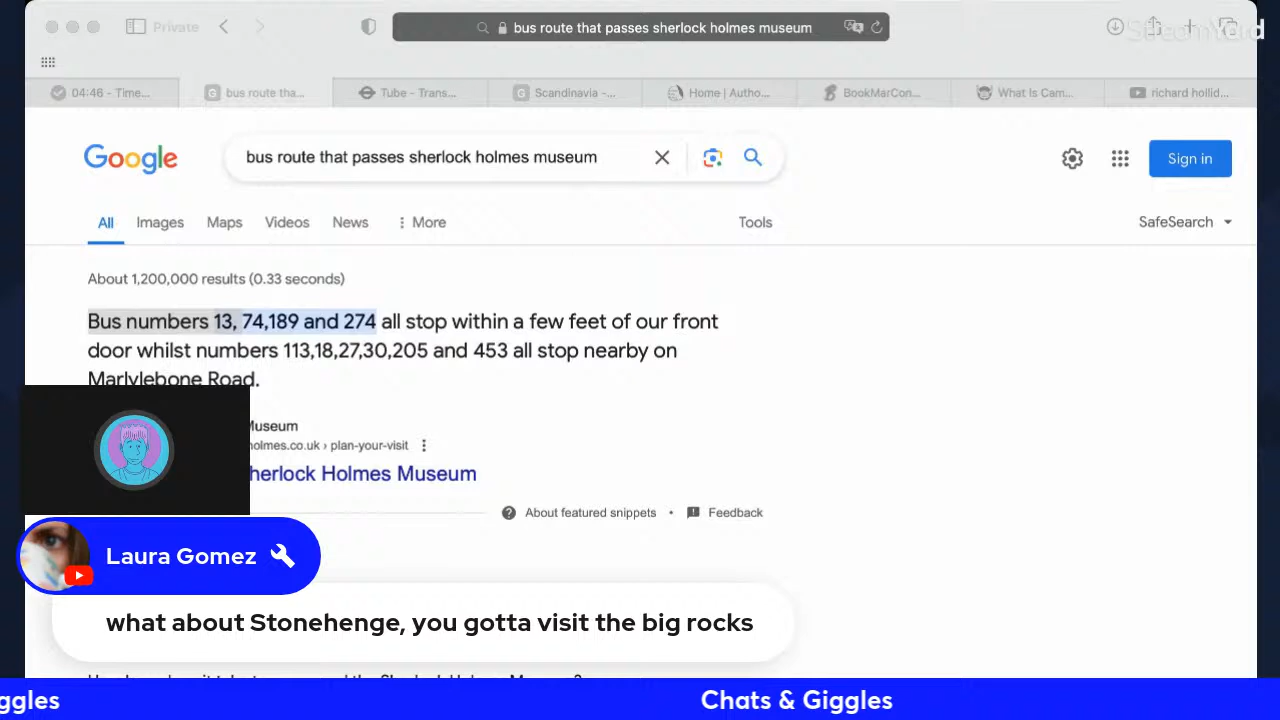 Private
bus route that passes sherlock holmes museum
StreamYard
04:46 - Time...
bus route tha...
Tube - Trans...
Scandinavia -...
Home | Autho...
BookMarCon...
What Is Cam...
richard hollid...
Google
bus route that passes sherlock holmes museum
Sign in
All
Images
Maps
Videos
News
More
Tools
SafeSearch
About 1,200,000 results (0.33 seconds)
Bus numbers 13, 74,189 and 274 all stop within a few feet of our front
door whilst numbers 113,18,27,30,205 and 453 all stop nearby on
Marlylebone Road.
Museum
holmes.co.uk › plan-your-visit
herlock Holmes Museum
About featured snippets
Feedback
Laura Gomez
what about Stonehenge, you gotta visit the big rocks
ggles
Chats & Giggles